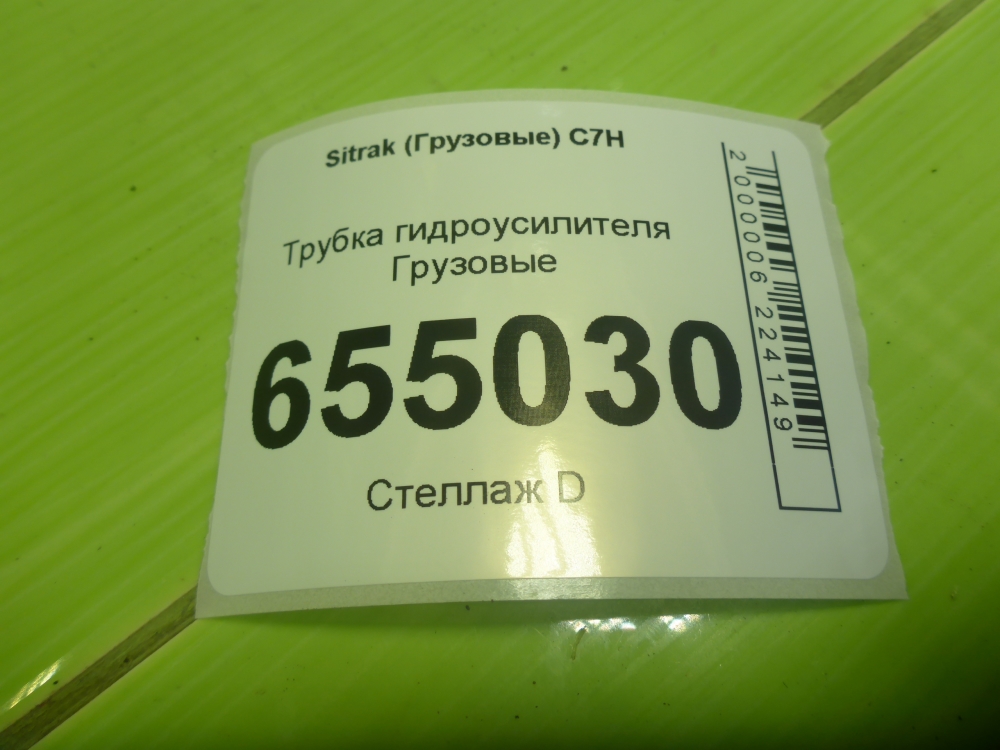 Sitrak (Грузовые) C7H
Трубка гидроусилителя
Грузовые
655030
Стеллаж D
2000006224149